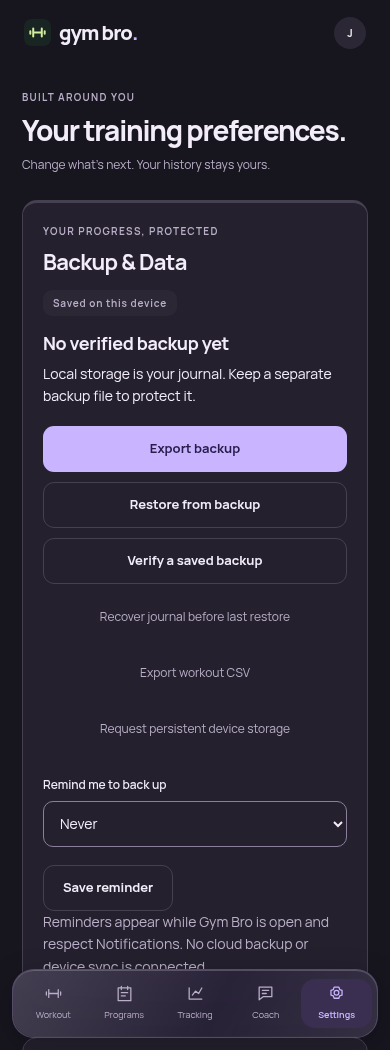 gym bro.
J
BUILT AROUND YOU
Your training preferences.
Change what's next. Your history stays yours.
YOUR PROGRESS, PROTECTED
Backup & Data
Saved on this device
No verified backup yet
Local storage is your journal. Keep a separate
backup file to protect it.
Export backup
Restore from backup
Verify a saved backup
Recover journal before last restore
Export workout CSV
Request persistent device storage
Remind me to back up
Never
Save reminder
Reminders appear while Gym Bro is open and
respect Notifications. No cloud backup or
device sync is connected.
Workout
Programs
Tracking
Coach
Settings